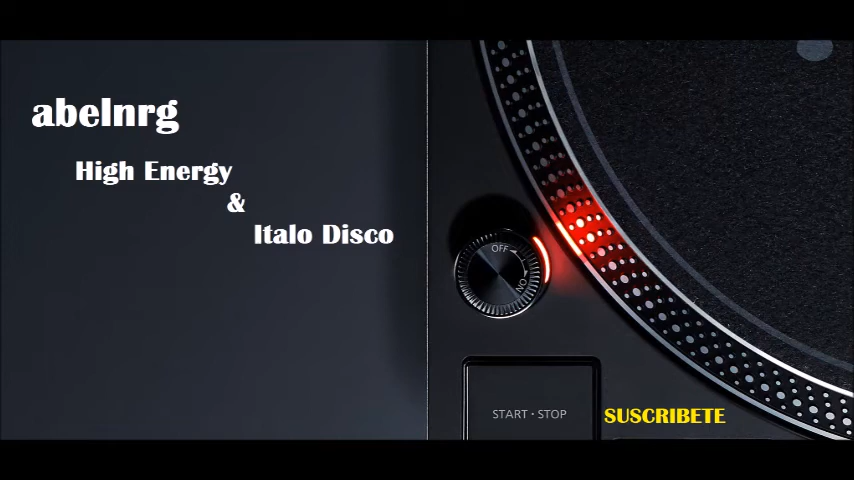 abelnrg
High Energy
&
Italo Disco
OFF
ON
START · STOP
SUSCRIBETE